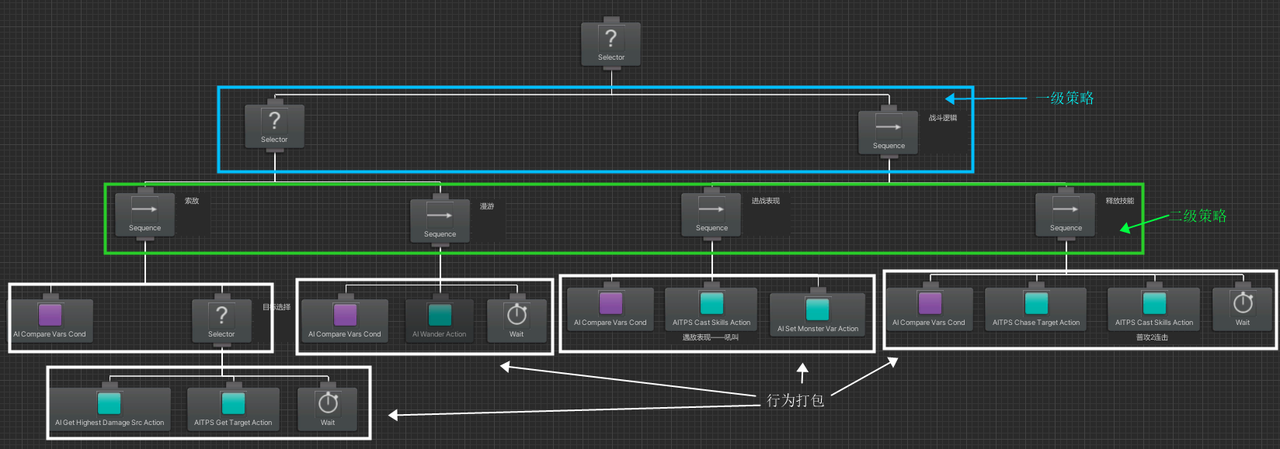 Selector
一级策略
Selector
战斗逻辑
Sequence
索敌
漫游
进战表现
释放技能
二级策略
Sequence
Sequence
Sequence
Sequence
目标选择
AI Compare Vars Cond
Selector
AI Compare Vars Cond
AI Wander Action
Wait
AI Compare Vars Cond
AITPS Cast Skills Action
遇敌表现——吼叫
AI Set Monster Var Action
AI Compare Vars Cond
AITPS Chase Target Action
AITPS Cast Skills Action
普攻2连击
Wait
行为打包
AI Get Highest Damage Src Action
AITPS Get Target Action
Wait